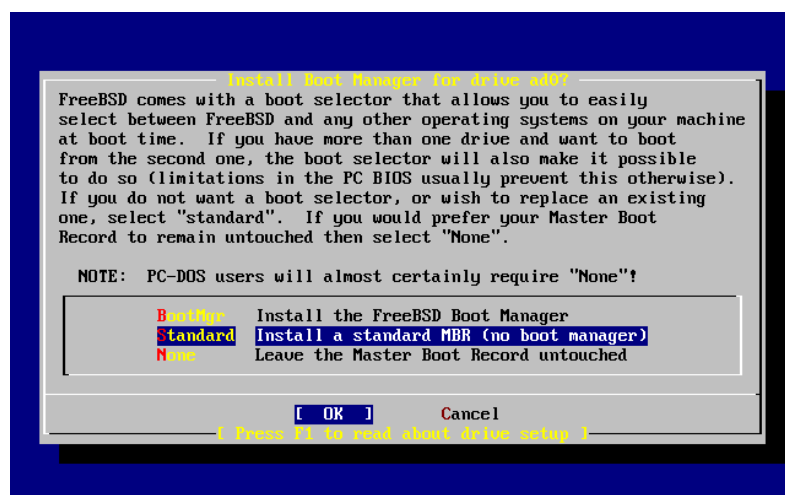 Install Boot Manager for drive ad0?
FreeBSD comes with a boot selector that allows you to easily
select between FreeBSD and any other operating systems on your machine
at boot time.  If you have more than one drive and want to boot
from the second one, the boot selector will also make it possible
to do so (limitations in the PC BIOS usually prevent this otherwise).
If you do not want a boot selector, or wish to replace an existing
one, select "standard".  If you would prefer your Master Boot
Record to remain untouched then select "None".
NOTE:  PC-DOS users will almost certainly require "None"!
BootMgr   Install the FreeBSD Boot Manager
Standard  Install a standard MBR (no boot manager)
None      Leave the Master Boot Record untouched
[  OK  ]       Cancel
[ Press F1 to read about drive setup ]